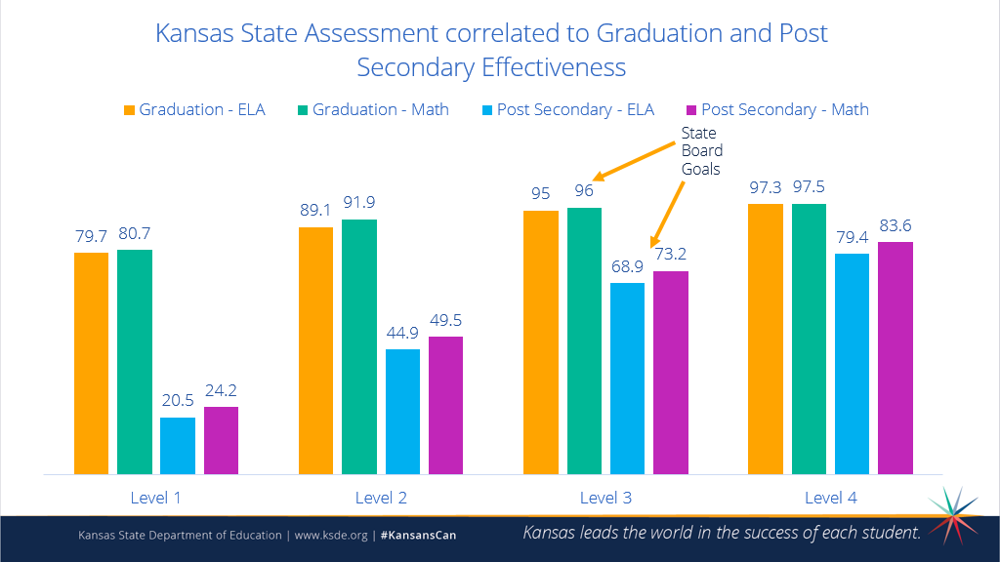 Kansas State Assessment correlated to Graduation and Post
Secondary Effectiveness
Graduation - ELA Graduation - Math Post Secondary - ELA Post Secondary - Math
State
Board
Goals
79.7 80.7 20.5 24.2
89.1 91.9 44.9 49.5
95 96 68.9 73.2
97.3 97.5 79.4 83.6
Level 1 Level 2 Level 3 Level 4
Kansas State Department of Education | www.ksde.org | #KansansCan
Kansas leads the world in the success of each student.